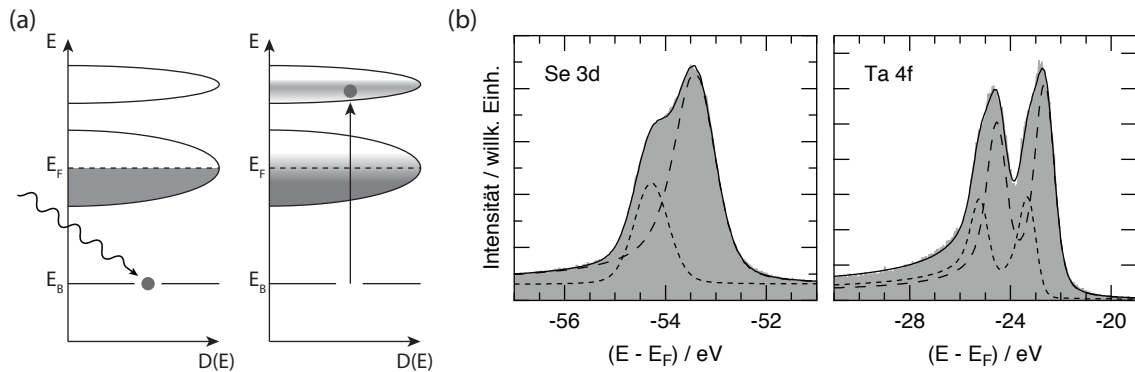 (a)
E
E_F
E_B
D(E)
E
E_F
E_B
D(E)
(b)
Intensität / willk. Einh.
Se 3d
-56 -54 -52
(E - E_F) / eV
Ta 4f
-28 -24 -20
(E - E_F) / eV